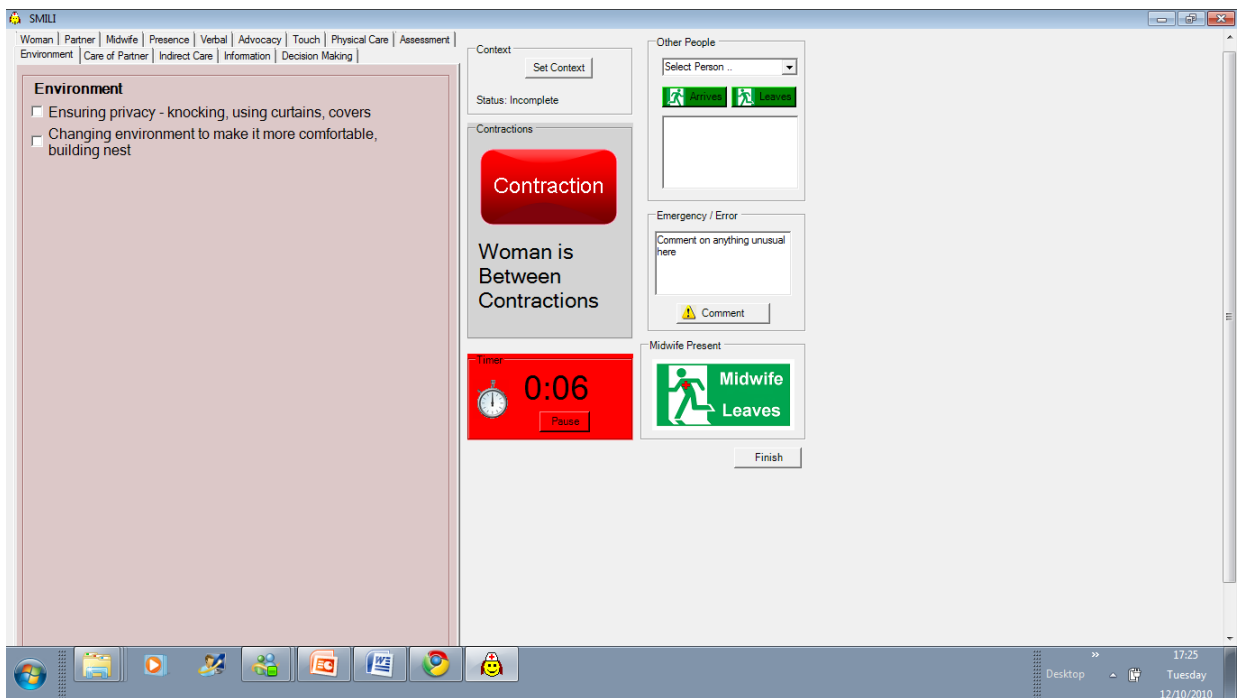 SMILI
Woman Partner Midwife Presence Verbal Advocacy Touch Physical Care Assessment
Environment Care of Partner Indirect Care Information Decision Making
Environment
Ensuring privacy - knocking, using curtains, covers
Changing environment to make it more comfortable,
building nest
Context
Set Context
Status: Incomplete
Contractions
Contraction
Woman is
Between
Contractions
Timer
0:06
Pause
Other People
Select Person ..
Arrives Leaves
Emergency / Error
Comment on anything unusual
here
Comment
Midwife Present
Midwife
Leaves
Finish
Desktop
17:25
Tuesday
12/10/2010